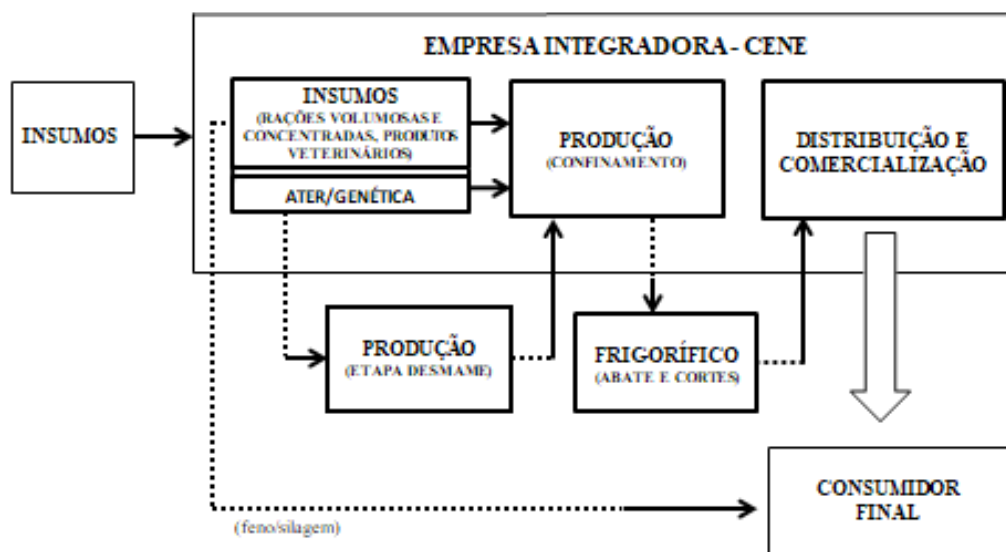 EMPRESA INTEGRADORA - CENE
INSUMOS
INSUMOS
(RAÇÕES VOLUMOSAS E
CONCENTRADAS, PRODUTOS
VETERINÁRIOS)
ATER/GENÉTICA
PRODUÇÃO
(CONFINAMENTO)
DISTRIBUIÇÃO E
COMERCIALIZAÇÃO
PRODUÇÃO
(ETAPA DESMAME)
FRIGORÍFICO
(ABATE E CORTES)
CONSUMIDOR
FINAL
(feno/silagem)